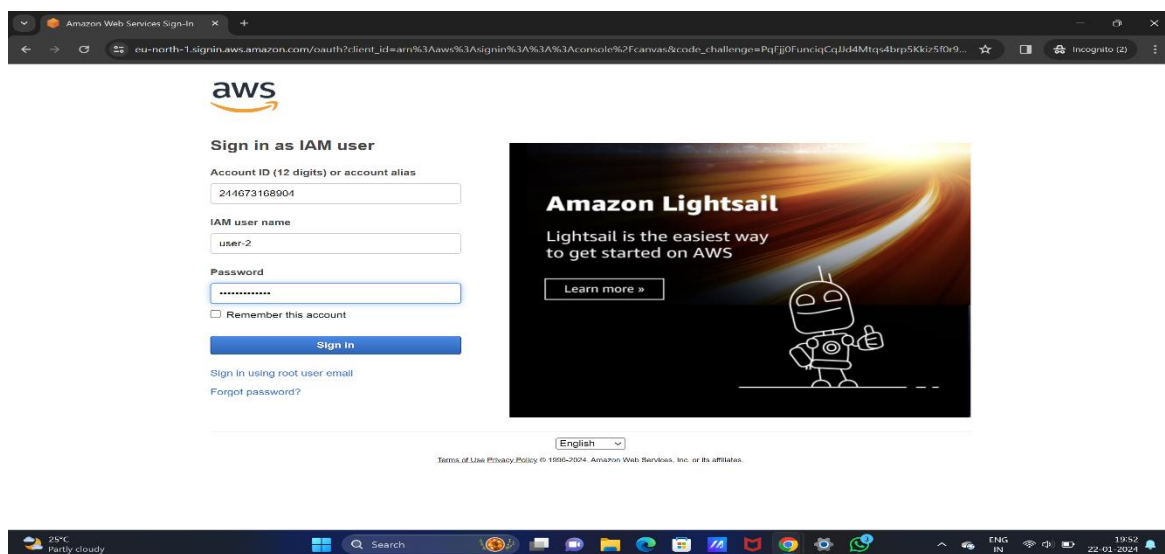 Amazon Web Services Sign-In
eu-north-1.signin.aws.amazon.com/oauth?client_id=arn%3Aaws%3Asignin%3A%3A%3Aconsole%2Fcanvas&code_challenge=
Incognito (2)
aws
Sign in as IAM user
Account ID (12 digits) or account alias
244673168904
IAM user name
user-2
Password
•••••••••••••
Remember this account
Sign in
Sign in using root user email
Forgot password?
Amazon Lightsail
Lightsail is the easiest way
to get started on AWS
Learn more »
English
Terms of Use Privacy Policy © 1996-2024, Amazon Web Services, Inc. or its affiliates.
25°C
Partly cloudy
Search
ENG
IN
19:52
22-01-2024